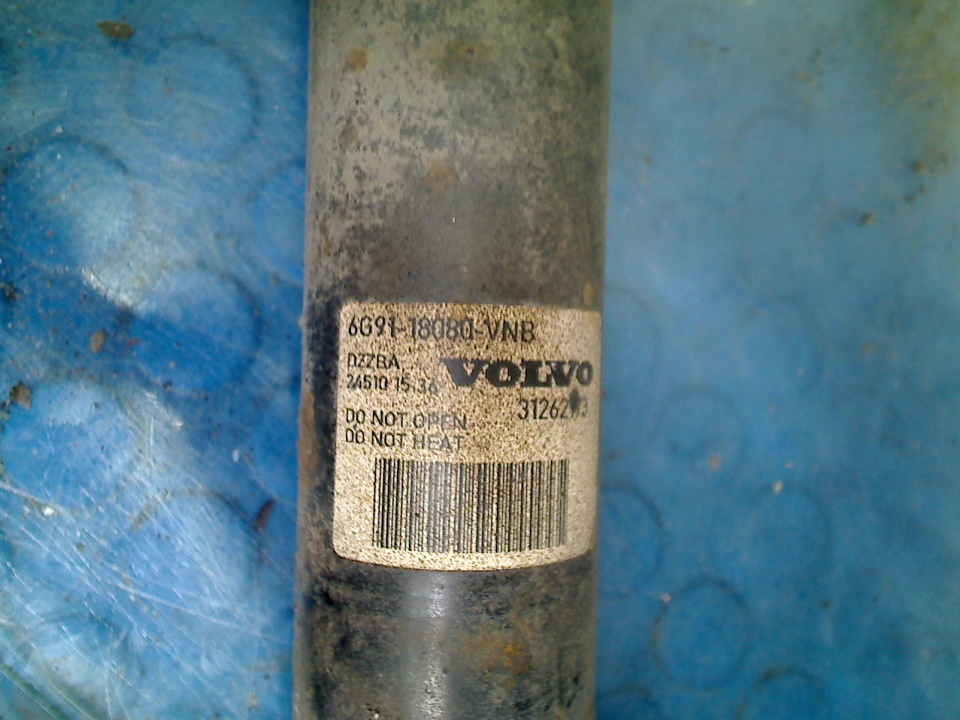 6G91-18080-VNB
DZZBA
24510 15.36
VOLVO
DO NOT OPEN
DO NOT HEAT